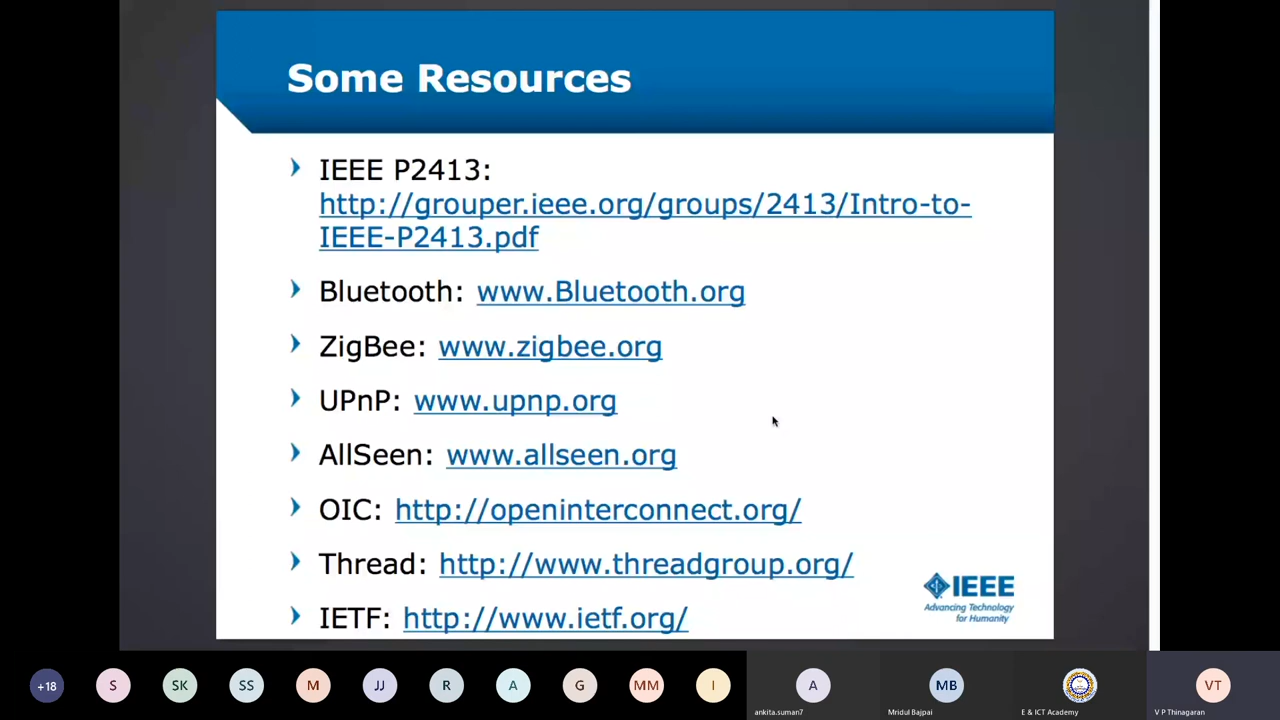 Some Resources
IEEE P2413:
http://grouper.ieee.org/groups/2413/Intro-to-
IEEE-P2413.pdf
Bluetooth: www.Bluetooth.org
ZigBee: www.zigbee.org
UPnP: www.upnp.org
AllSeen: www.allseen.org
OIC: http://openinterconnect.org/
Thread: http://www.threadgroup.org/
IETF: http://www.ietf.org/
IEEE
Advancing Technology
for Humanity
+18 S SK SS M JJ R A G MM I A MB VT
ankita.suman7 Mridul Bajpai E & ICT Academy V P Thinagaran